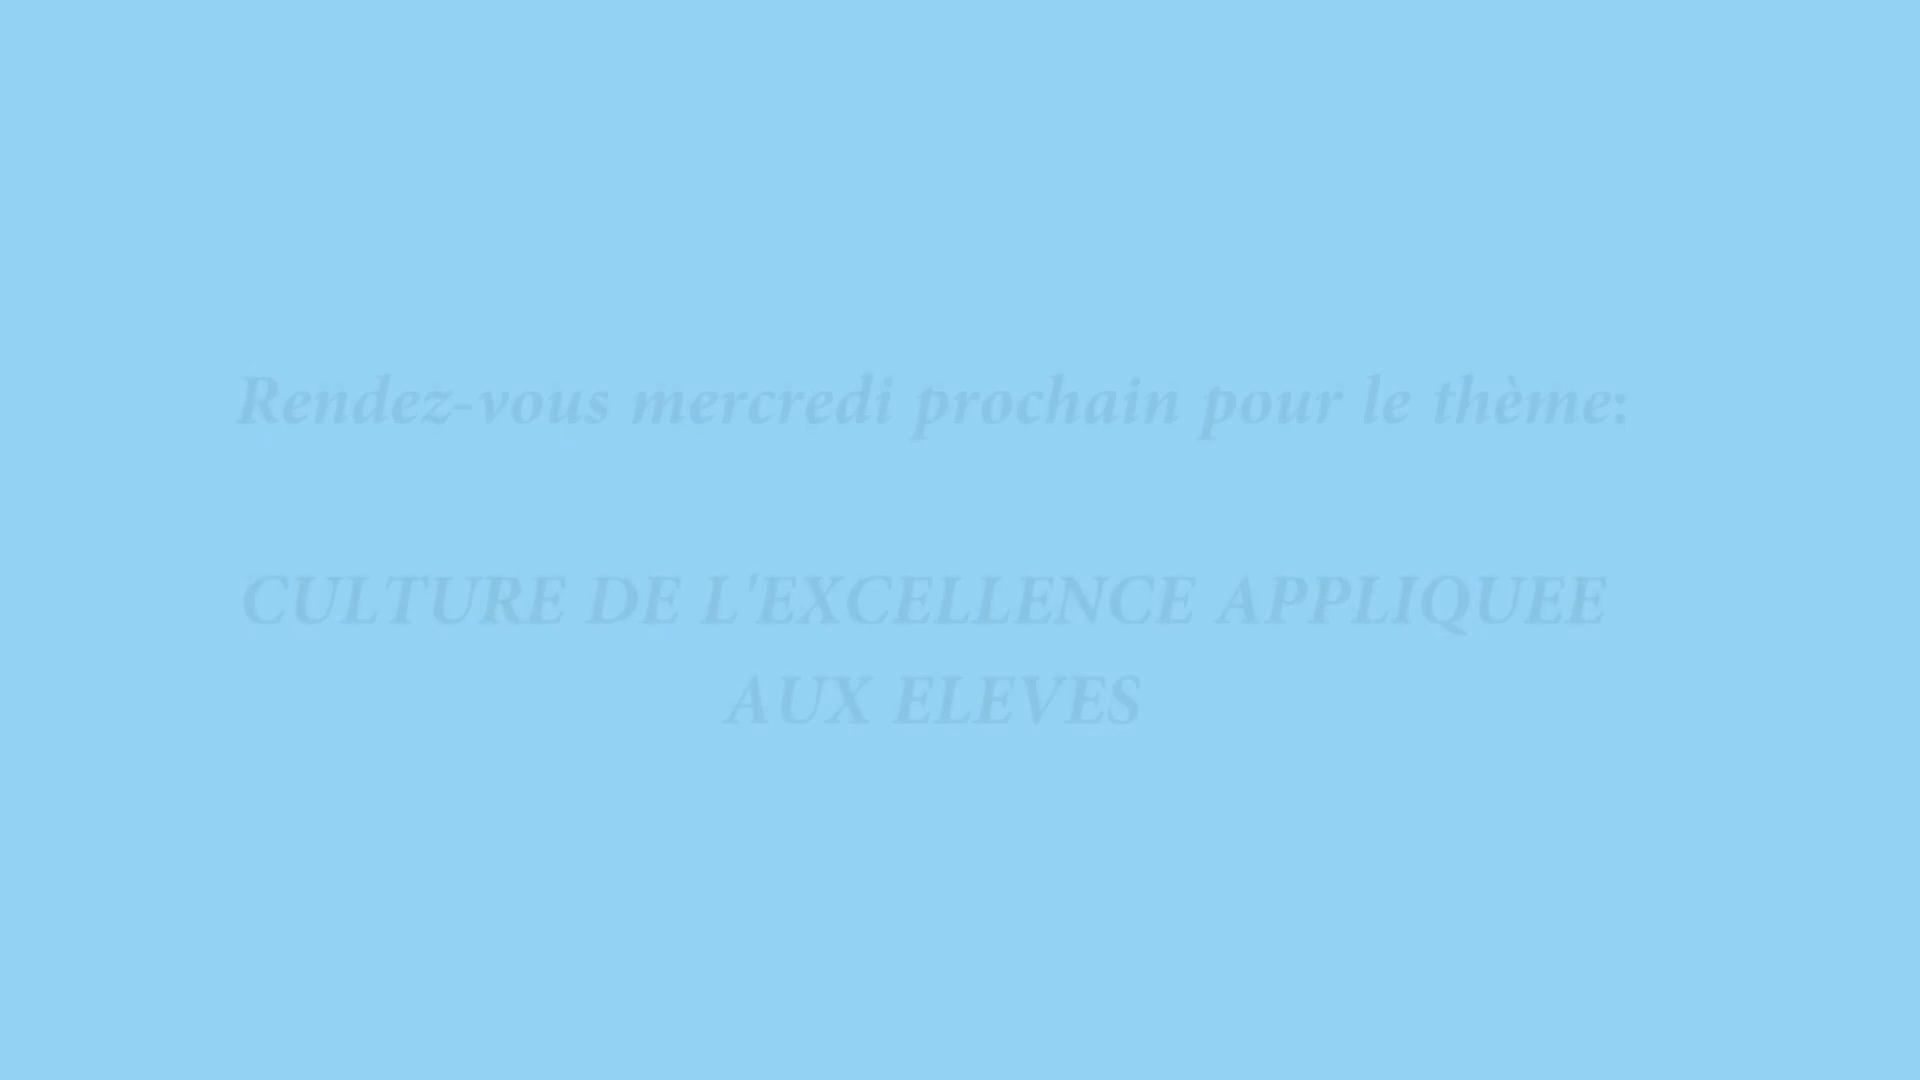 Rendez-vous mercredi prochain pour le thème:
CULTURE DE L'EXCELLENCE APPLIQUEE
AUX ELEVES